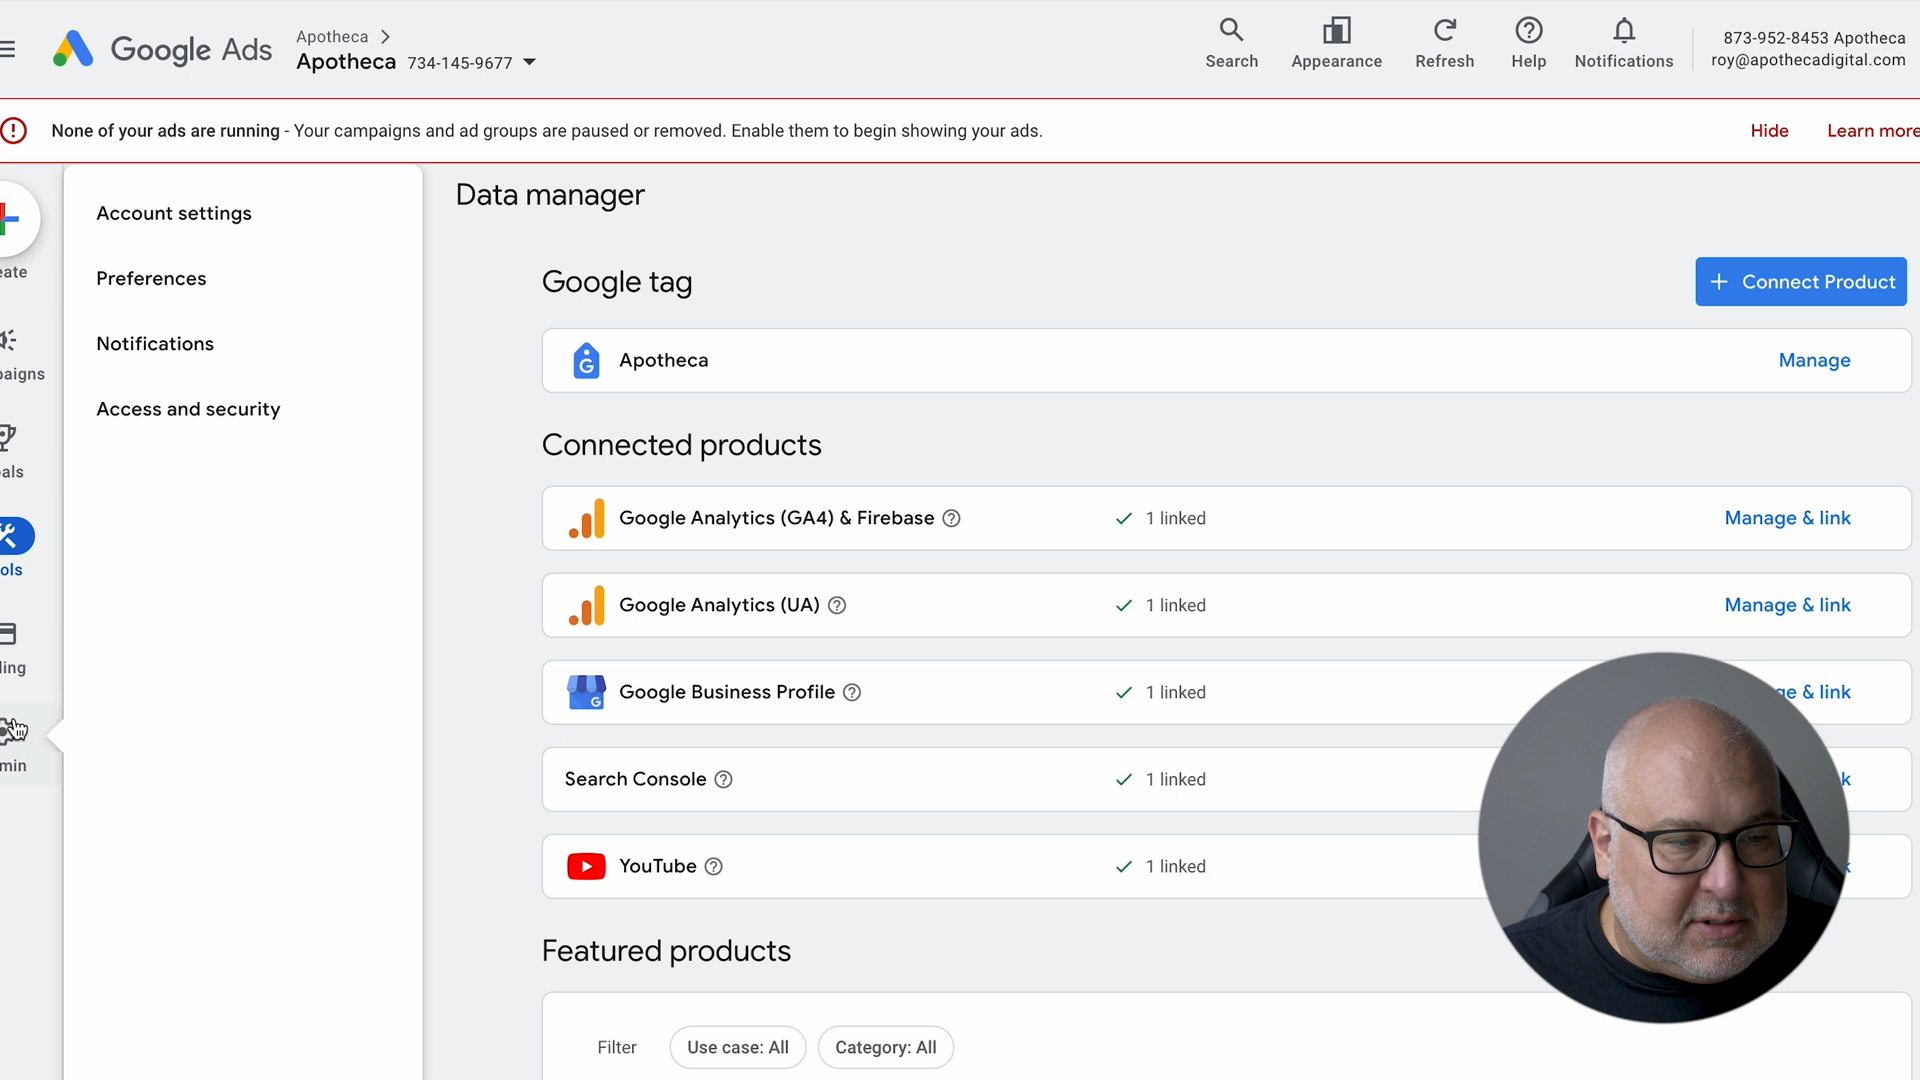 Google Ads
Apotheca
Apotheca 734-145-9677
Search
Appearance
Refresh
Help
Notifications
873-952-8453 Apotheca
roy@apothecadigital.com
None of your ads are running - Your campaigns and ad groups are paused or removed. Enable them to begin showing your ads.
Hide
Learn more
eate
paigns
als
ols
ling
min
Account settings
Preferences
Notifications
Access and security
Data manager
Google tag
+ Connect Product
Apotheca
Manage
Connected products
Google Analytics (GA4) & Firebase
1 linked
Manage & link
Google Analytics (UA)
1 linked
Manage & link
Google Business Profile
1 linked
ge & link
Search Console
1 linked
k
YouTube
1 linked
Featured products
Filter
Use case: All
Category: All